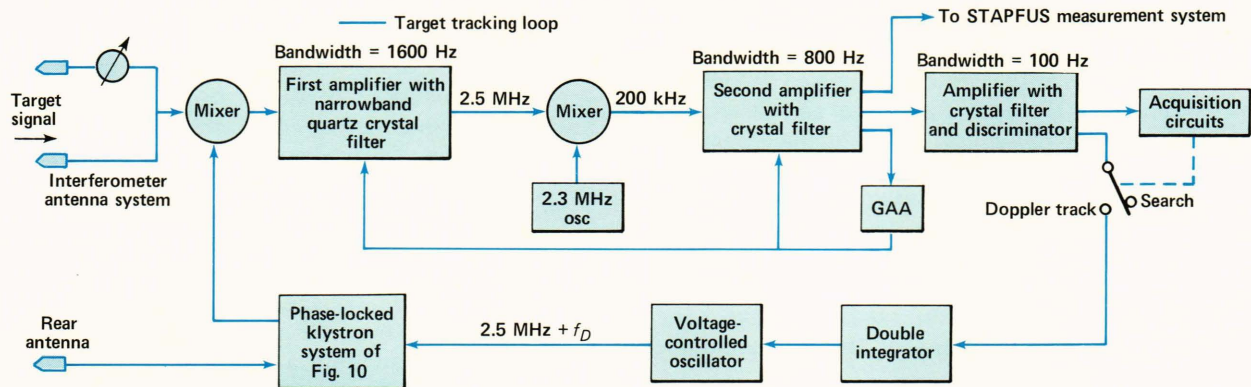 Target tracking loop
To STAPFUS measurement system
Bandwidth = 1600 Hz
Bandwidth = 800 Hz
Bandwidth = 100 Hz
Target
signal
Mixer
First amplifier with
narrowband
quartz crystal
filter
2.5 MHz
Mixer
200 kHz
Second amplifier
with
crystal filter
Amplifier with
crystal filter
and discriminator
Acquisition
circuits
Interferometer
antenna system
2.3 MHz
osc
GAA
Doppler track
Search
Rear
antenna
Phase-locked
klystron
system of
Fig. 10
2.5 MHz + f_D
Voltage-
controlled
oscillator
Double
integrator